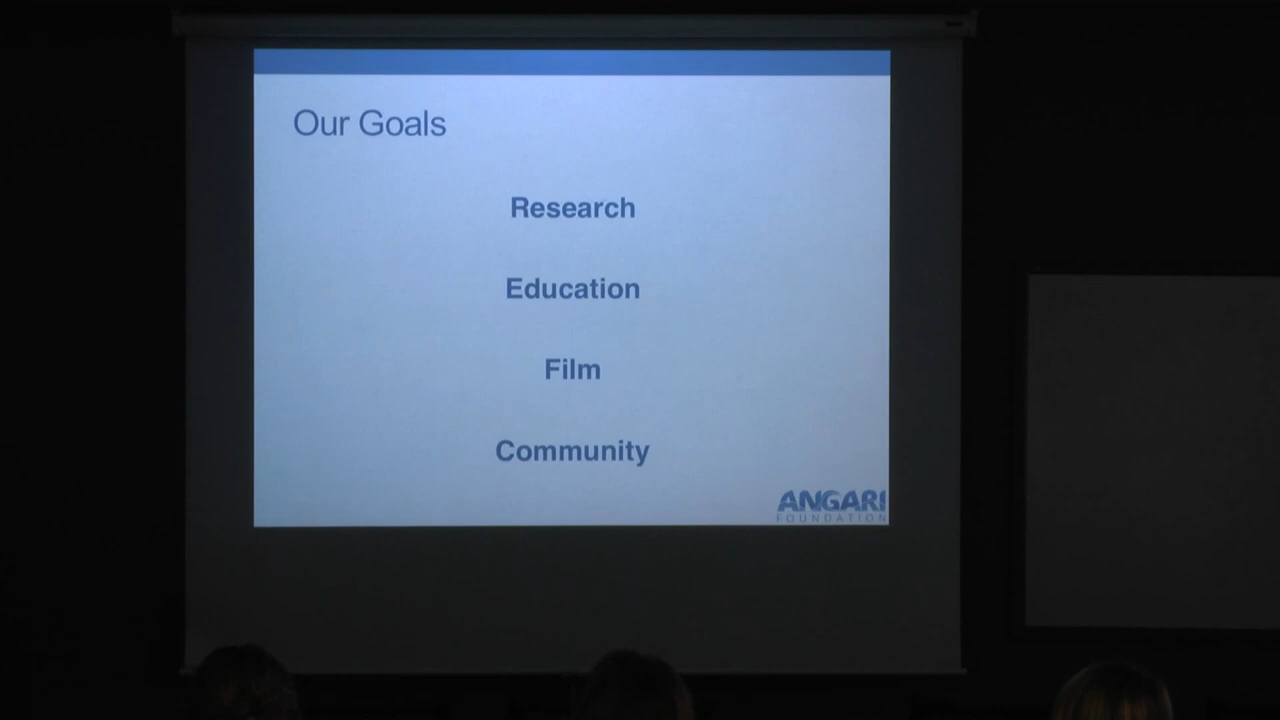 Our Goals
Research
Education
Film
Community
ANGARI
FOUNDATION